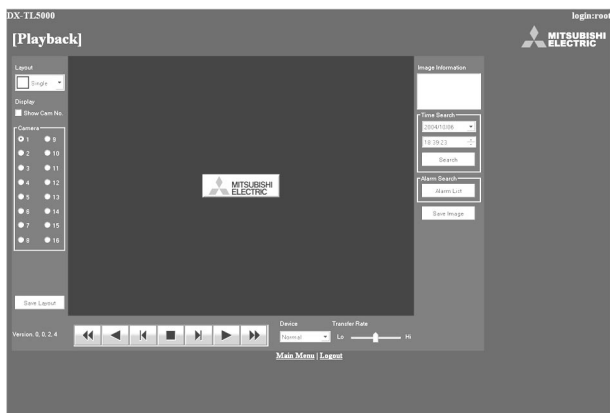 DX-TL5000
login:root
[Playback]
MITSUBISHI
ELECTRIC
Layout
Single
Display
Show Cam No.
Camera
1 9
2 10
3 11
4 12
5 13
6 14
7 15
8 16
Save Layout
MITSUBISHI
ELECTRIC
Image Information
Time Search
2004/10/06
18:39:23
Search
Alarm Search
Alarm List
Save Image
Version: 0, 0, 2, 4
Device
Normal
Transfer Rate
Lo
Hi
Main Menu | Logout